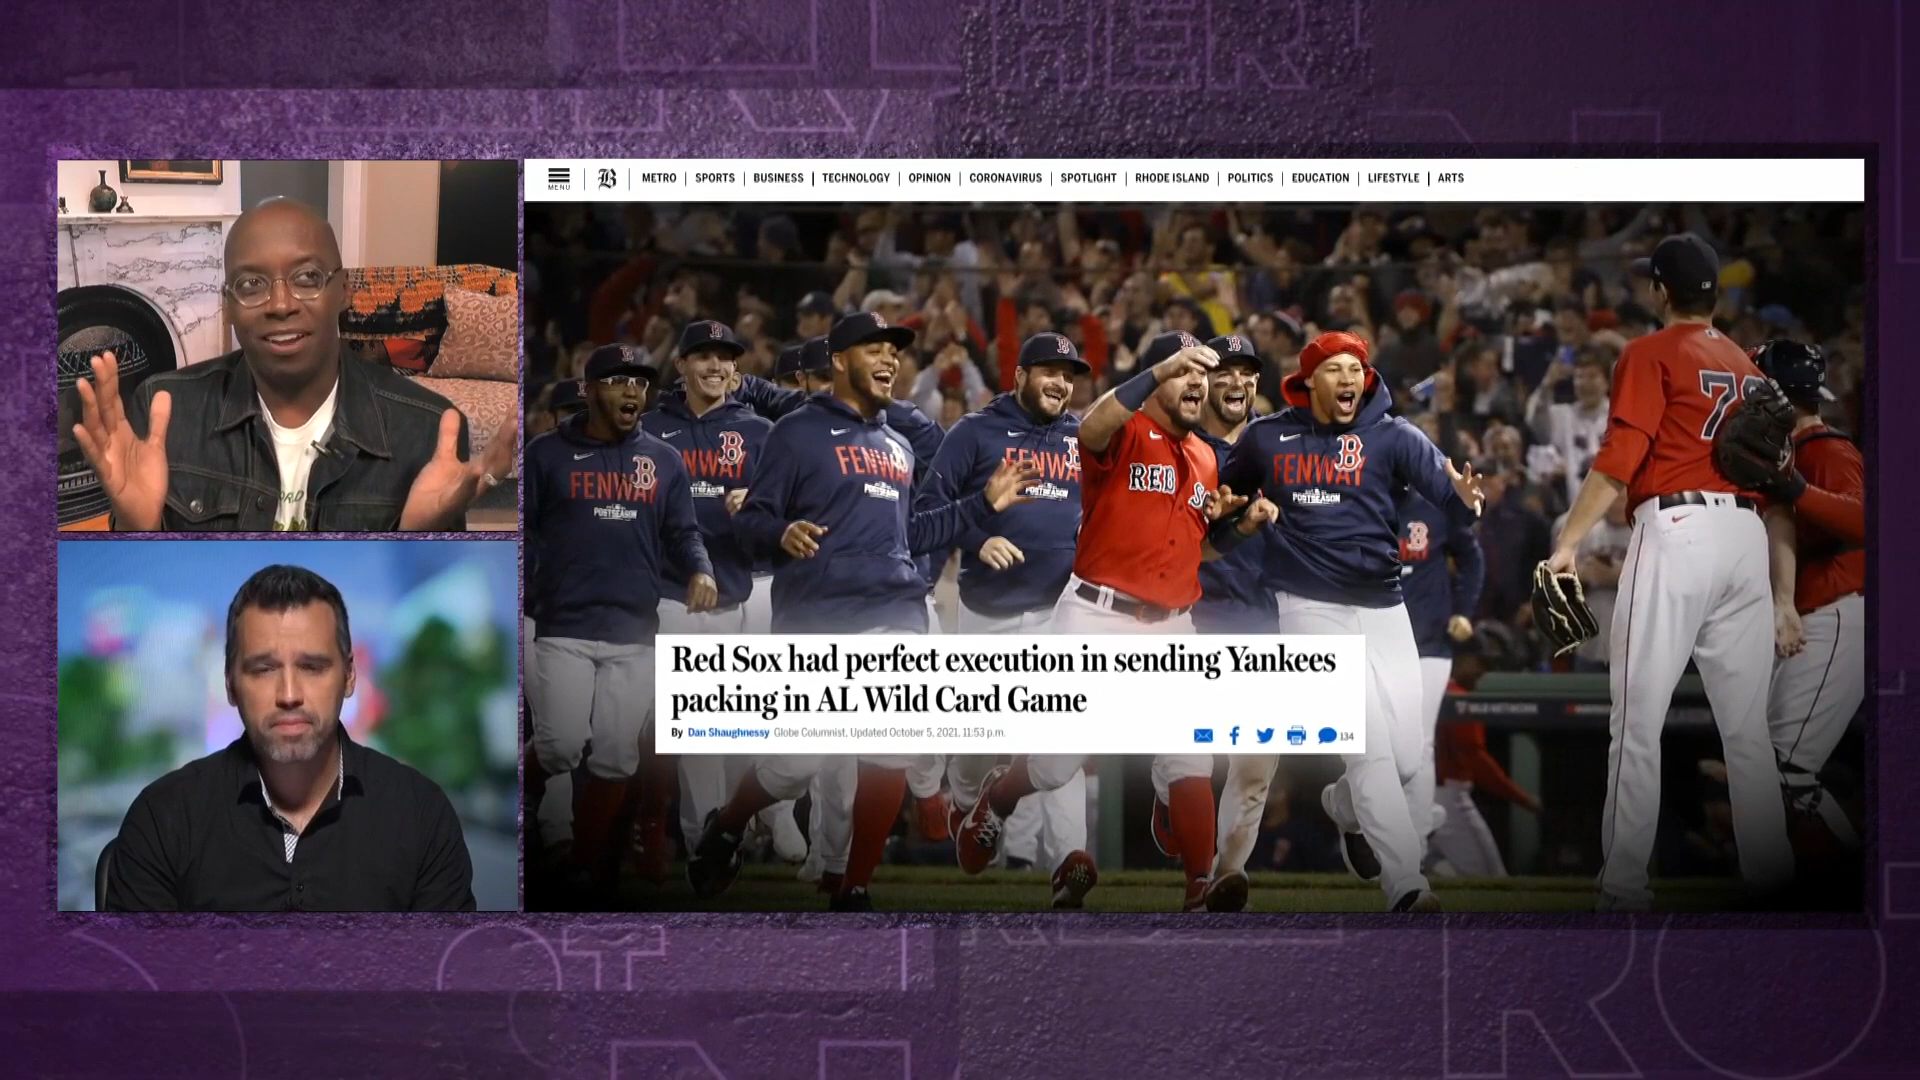 MENU
B
METRO | SPORTS | BUSINESS | TECHNOLOGY | OPINION | CORONAVIRUS | SPOTLIGHT | RHODE ISLAND | POLITICS | EDUCATION | LIFESTYLE | ARTS
FENWAY
POSTSEASON
FENWAY
FENWAY
POSTSEASON
RED
FENWAY
POSTSEASON
Red Sox had perfect execution in sending Yankees
packing in AL Wild Card Game
By Dan Shaughnessy Globe Columnist, Updated October 5, 2021, 11:53 p.m.
134